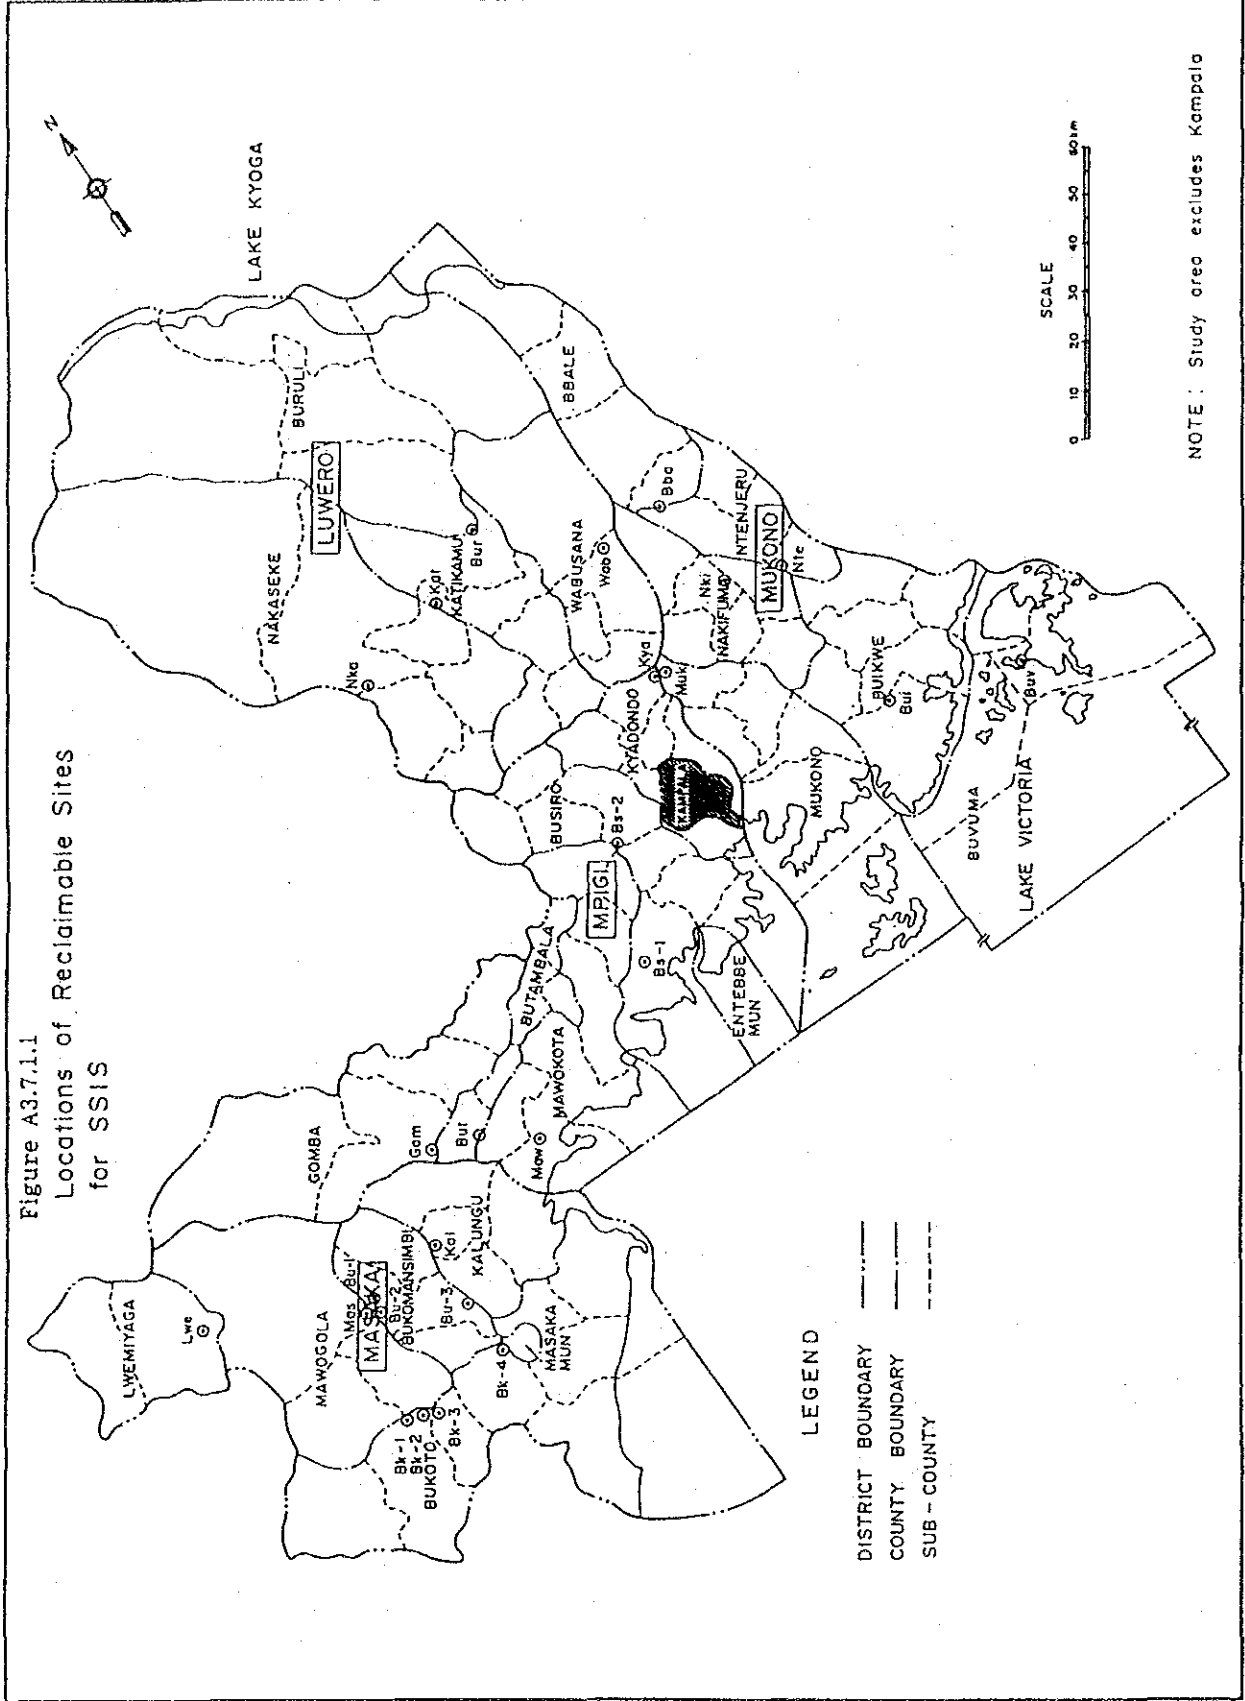 Figure A3.7.1.1
Locations of Reclaimable Sites
for SSIS
N
LAKE KYOGA
BURULI
LUWERO
NAKASEKE
BBALE
Bba
NTENJERU
MUKONO
Nte
Kat
KATIKAMU
Bur
WABUSANA
Wab
Nki
NAKIFUMA
Nka
Kya
Muk
KYADONDO
KAMPALA
BUIKWE
Bui
Buv
MUKONO
BUVUMA
LAKE VICTORIA
BUSIRO
Bs-2
MPIGI
Bs-1
ENTEBBE
MUN
BUTAMBALA
MAWOKOTA
GOMBA
Gom
But
Maw
LWEMIYAGA
Lwe
MAWOGOLA
Mas
Bu-1
MASAKA
Bu-2
BUKOMANSIMBI
Bu-3
Kal
KALUNGU
MASAKA
MUN
Bk-4
Bk-1
Bk-2
Bk-3
BUKOTO
LEGEND
DISTRICT BOUNDARY
COUNTY BOUNDARY
SUB-COUNTY
SCALE
0 10 20 30 40 50 60km
NOTE : Study area excludes Kampala